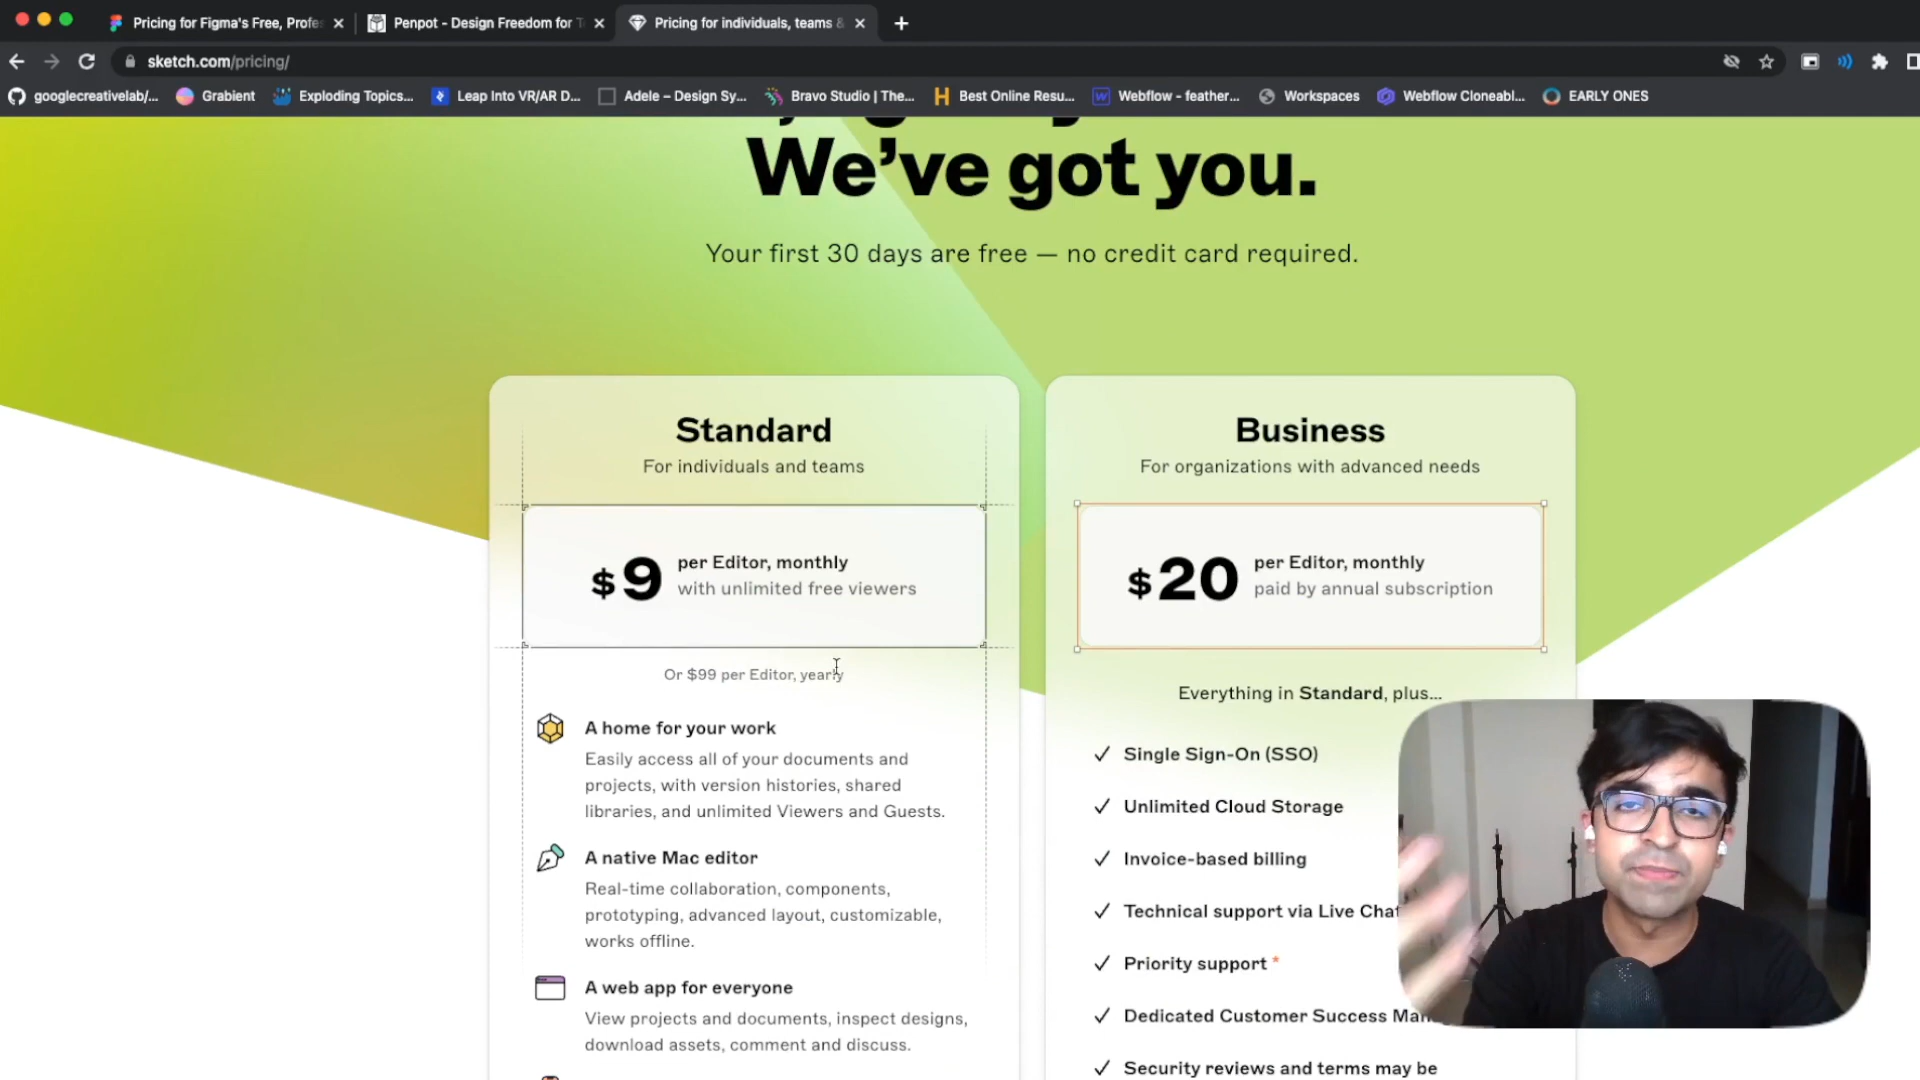 Pricing for Figma's Free, Profe
Penpot - Design Freedom for T
Pricing for individuals, teams &
sketch.com/pricing/
googlecreativelab/...
Grabient
Exploding Topics...
Leap Into VR/AR D...
Adele – Design Sy...
Bravo Studio | The...
Best Online Resu...
Webflow - feather...
Workspaces
Webflow Cloneabl...
EARLY ONES
We've got you.
Your first 30 days are free — no credit card required.
Standard
For individuals and teams
$9 per Editor, monthly
with unlimited free viewers
Or $99 per Editor, yearly
A home for your work
Easily access all of your documents and
projects, with version histories, shared
libraries, and unlimited Viewers and Guests.
A native Mac editor
Real-time collaboration, components,
prototyping, advanced layout, customizable,
works offline.
A web app for everyone
View projects and documents, inspect designs,
download assets, comment and discuss.
Business
For organizations with advanced needs
$20 per Editor, monthly
paid by annual subscription
Everything in Standard, plus...
✓ Single Sign-On (SSO)
✓ Unlimited Cloud Storage
✓ Invoice-based billing
✓ Technical support via Live Chat
✓ Priority support *
✓ Dedicated Customer Success Man
✓ Security reviews and terms may be